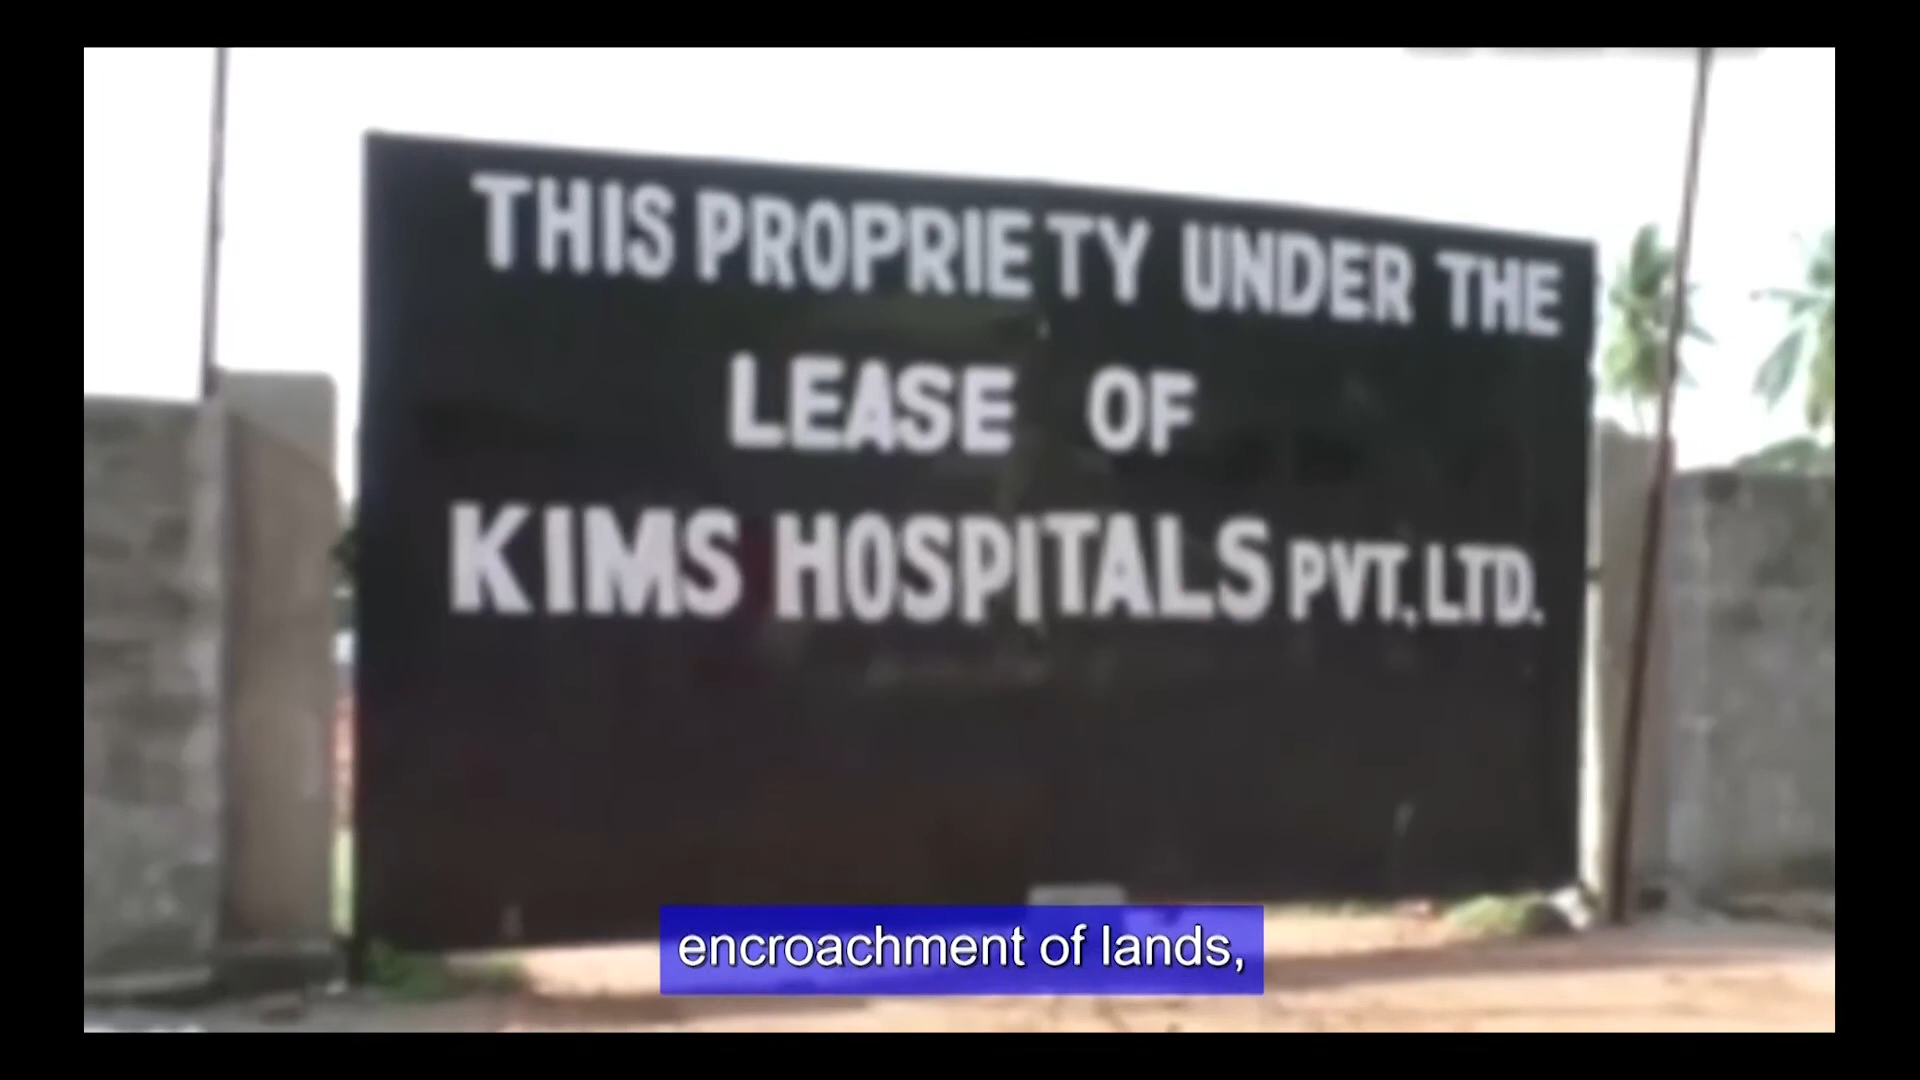 THIS PROPRIETY UNDER THE
LEASE OF
KIMS HOSPITALS PVT. LTD.
encroachment of lands,